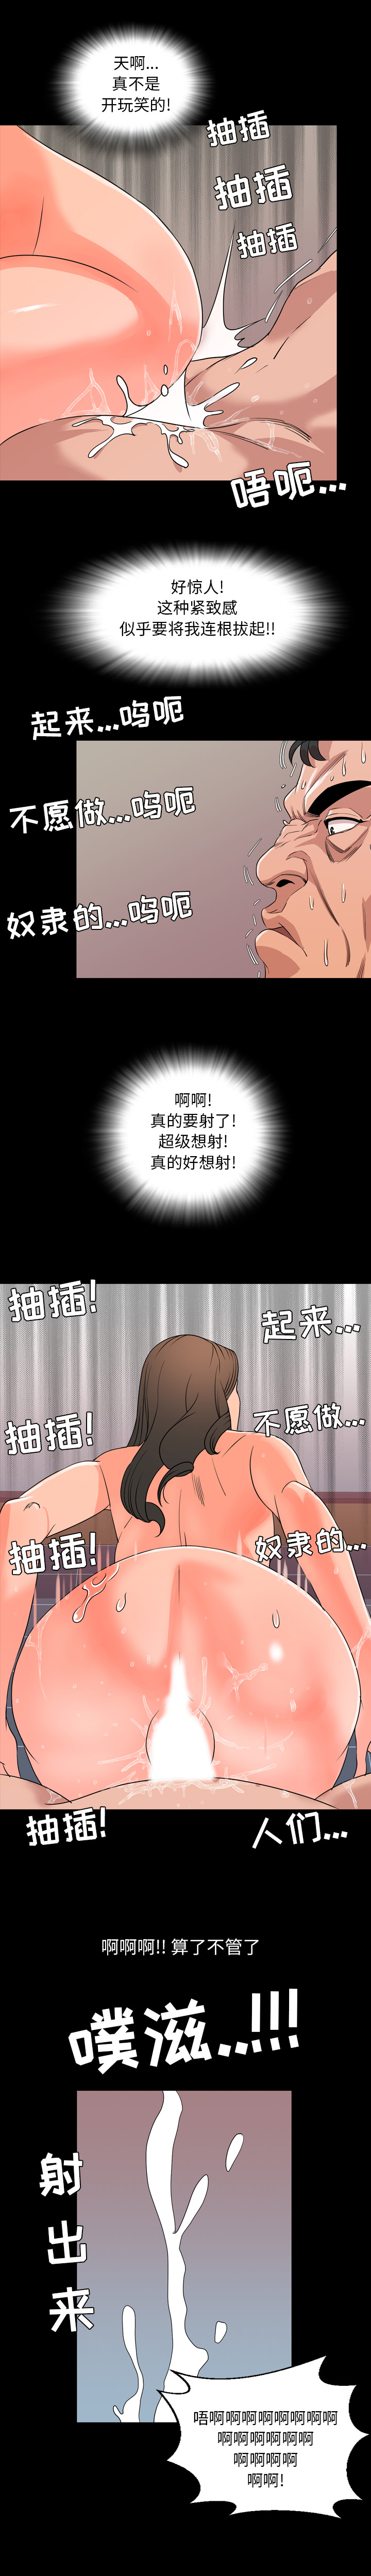 天啊...
真不是
开玩笑的!
抽插
抽插
抽插
唔呃...
好惊人!
这种紧致感
似乎要将我连根拔起!!
起来...呜呃
不愿做...呜呃
奴隶的...呜呃
啊啊!
真的要射了!
超级想射!
真的好想射!
抽插!
起来...
抽插!
不愿做...
抽插!
奴隶的...
抽插!
人们...
啊啊啊!! 算了不管了
噗滋...!!!
射
出
来
唔啊啊啊啊啊啊啊啊
啊啊啊啊啊啊
啊啊啊啊
啊啊!